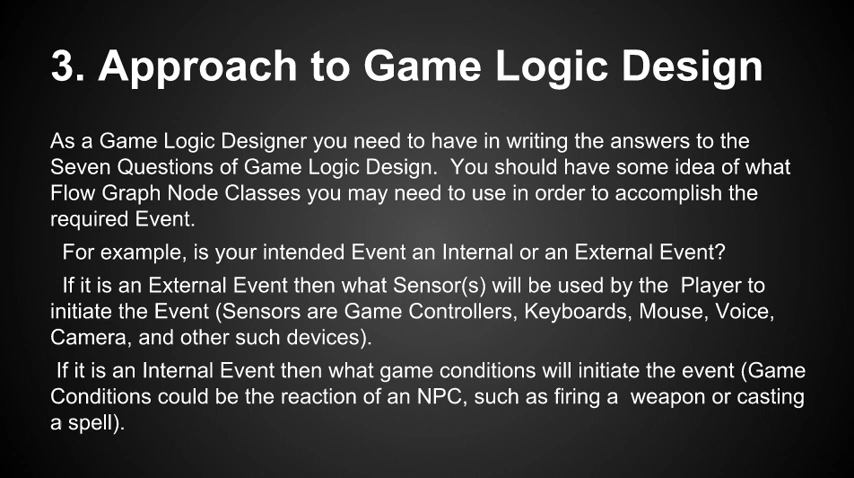 3. Approach to Game Logic Design
As a Game Logic Designer you need to have in writing the answers to the
Seven Questions of Game Logic Design.  You should have some idea of what
Flow Graph Node Classes you may need to use in order to accomplish the
required Event.
For example, is your intended Event an Internal or an External Event?
If it is an External Event then what Sensor(s) will be used by the  Player to
initiate the Event (Sensors are Game Controllers, Keyboards, Mouse, Voice,
Camera, and other such devices).
If it is an Internal Event then what game conditions will initiate the event (Game
Conditions could be the reaction of an NPC, such as firing a  weapon or casting
a spell).